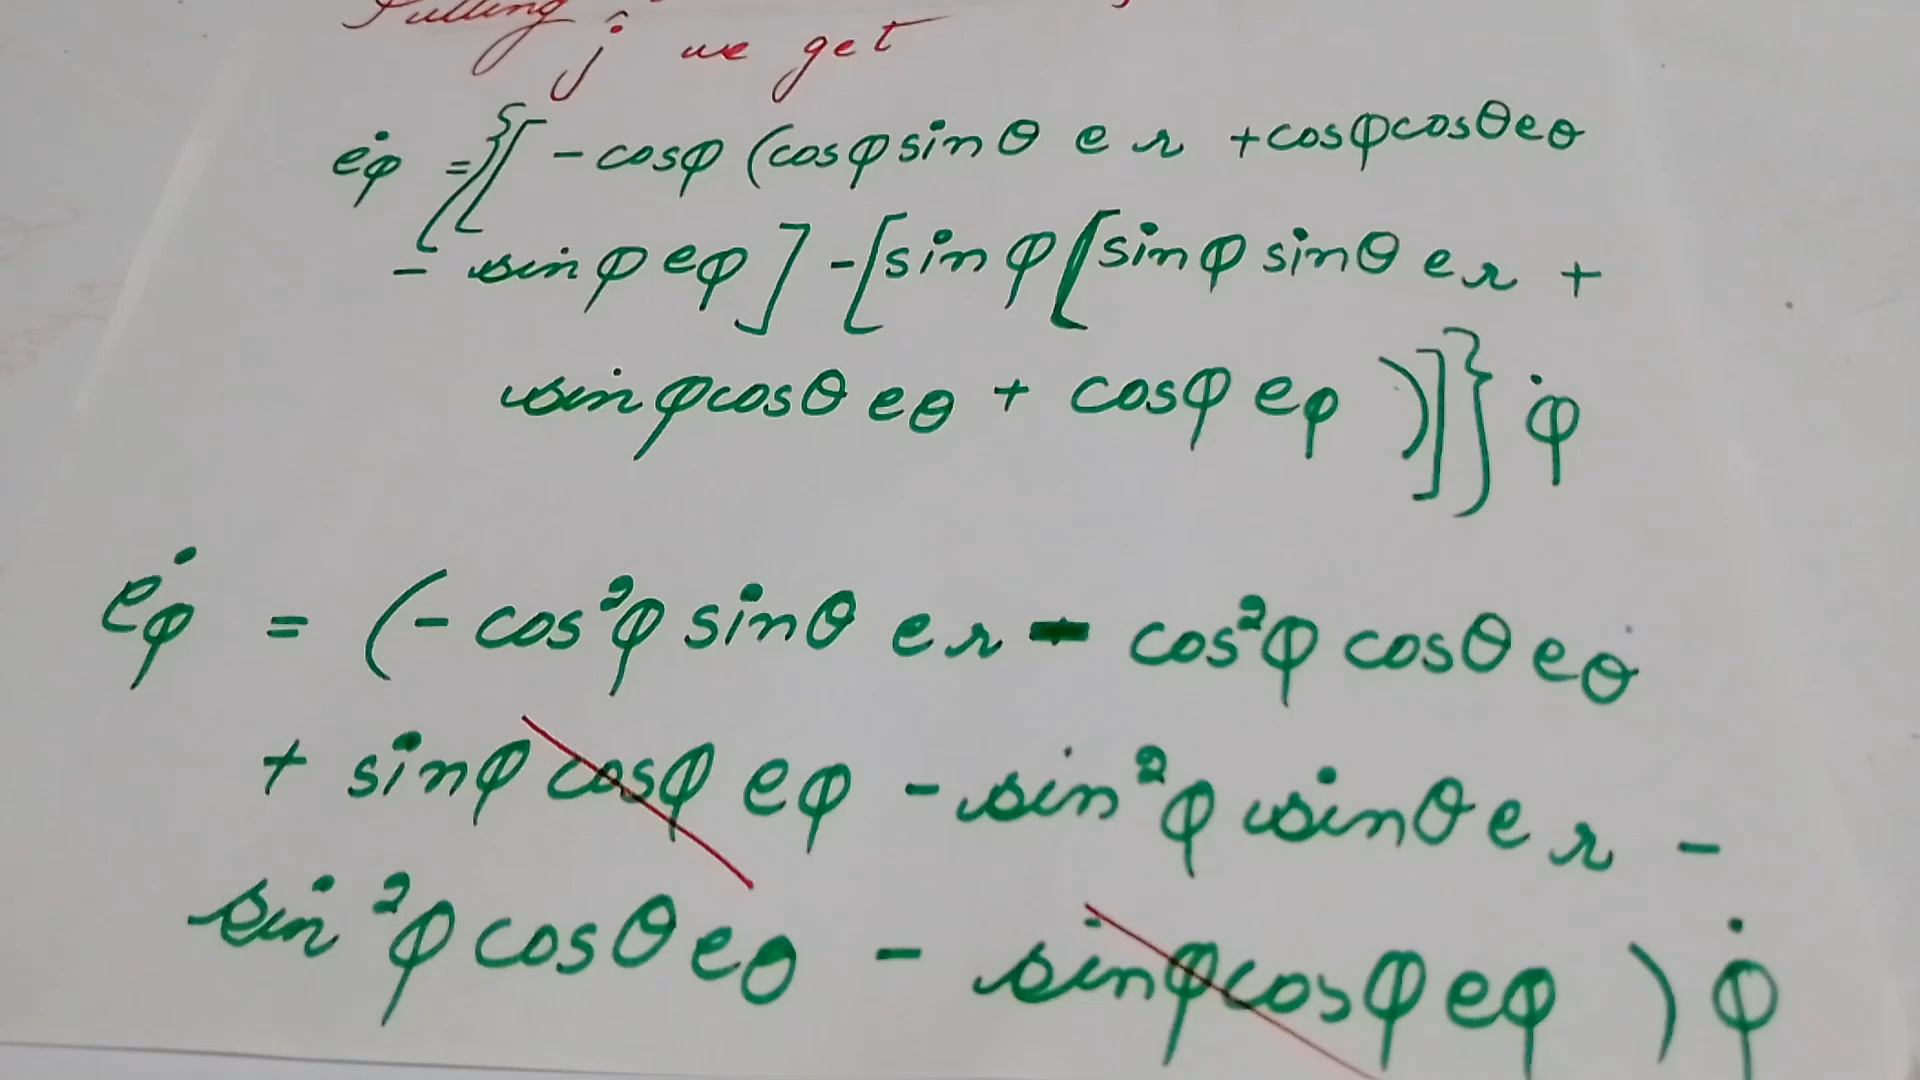 Putting
j we get
ėφ = {[ - cosφ (cosφ sinθ er + cosφ cosθ eθ
- sinφ eφ ] - [ sinφ [ sinφ sinθ er +
sinφ cosθ eθ + cosφ eφ )]} φ̇
ėφ = ( - cos²φ sinθ er - cos²φ cosθ eθ
+ sinφ cosφ eφ - sin²φ sinθ er -
sin²φ cosθ eθ - sinφ cosφ eφ ) φ̇